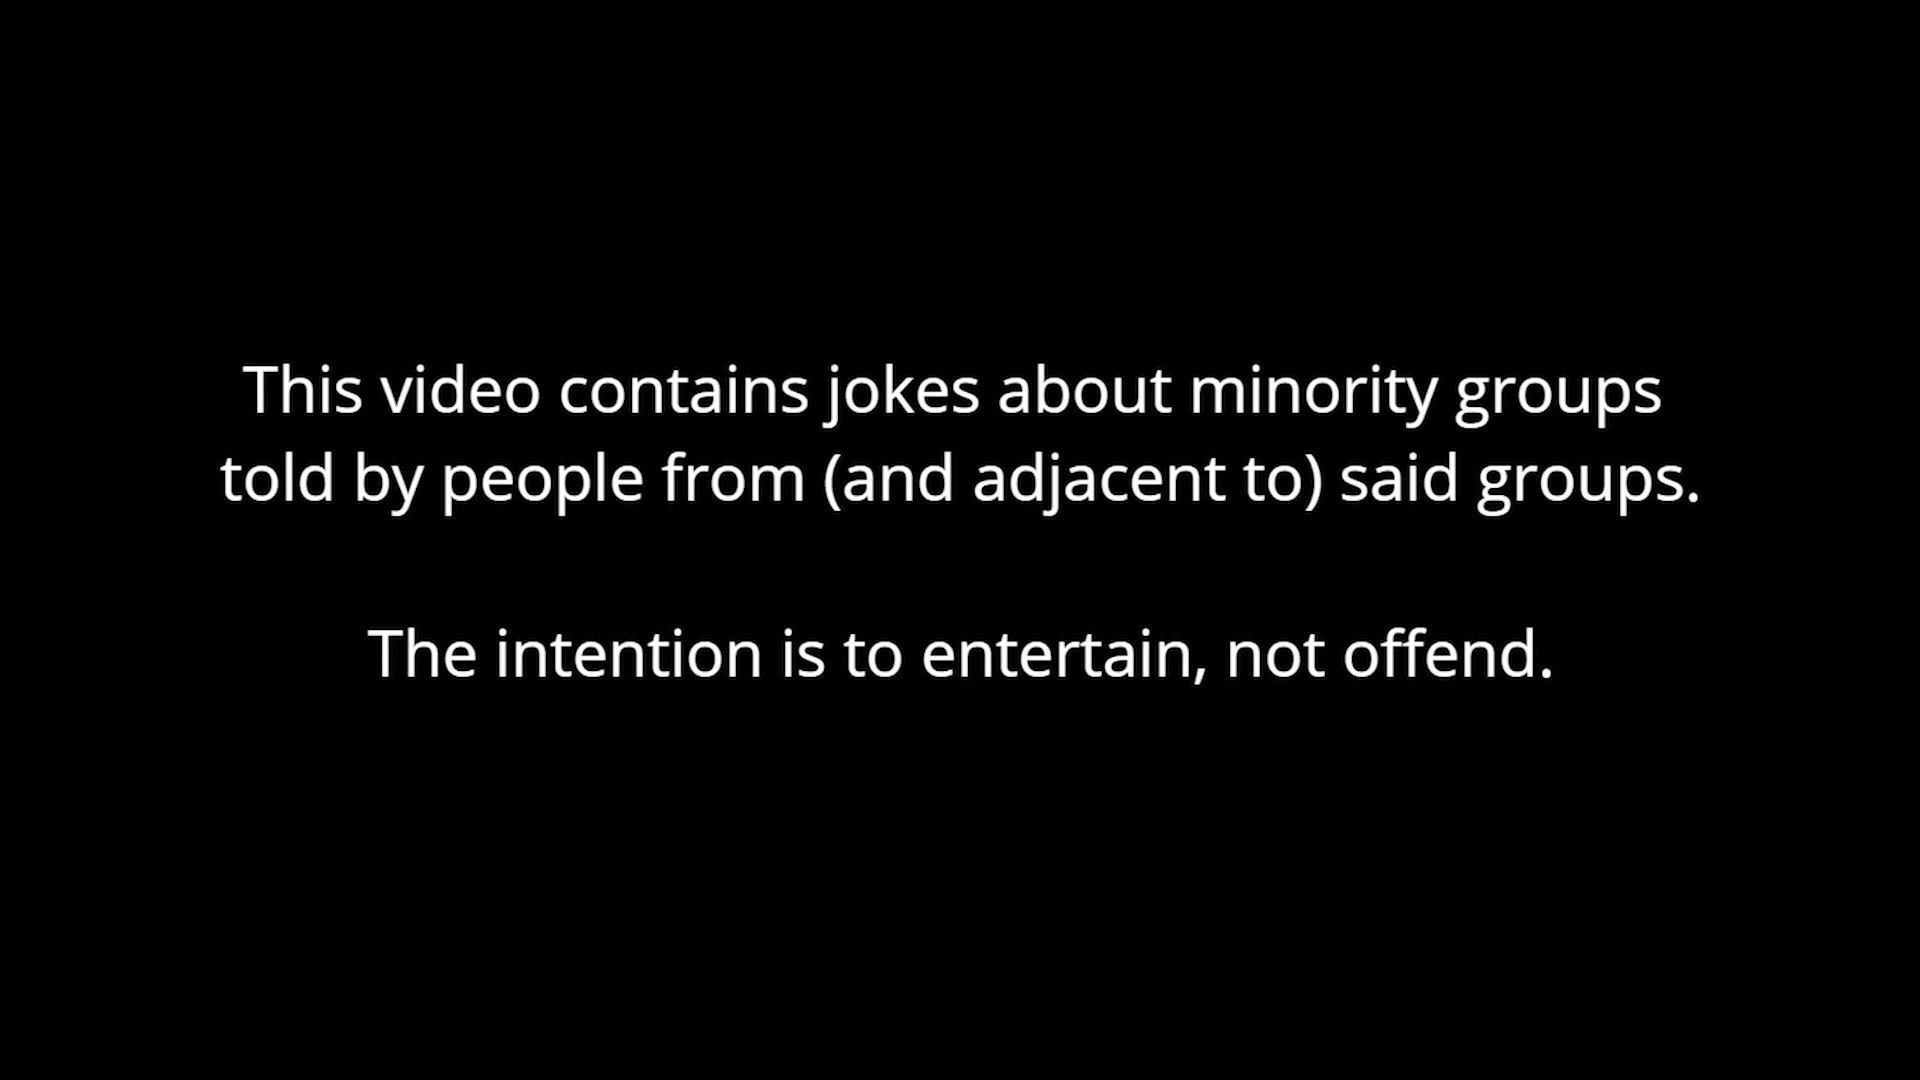 This video contains jokes about minority groups
told by people from (and adjacent to) said groups.
The intention is to entertain, not offend.